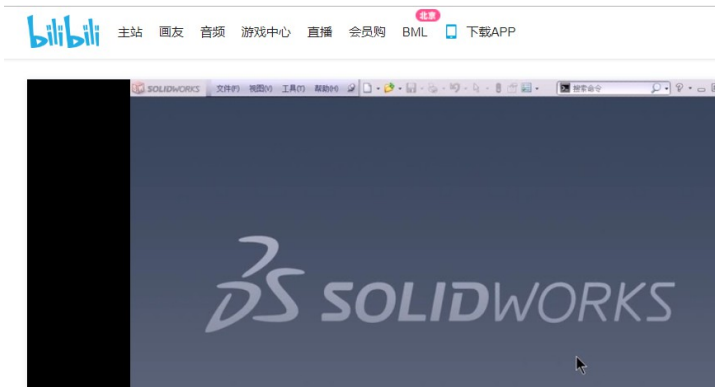 北京
bilibili 主站 画友 音频 游戏中心 直播 会员购 BML 下载APP
SOLIDWORKS 文件(F) 视图(V) 工具(T) 帮助(H) 搜索命令
SOLIDWORKS